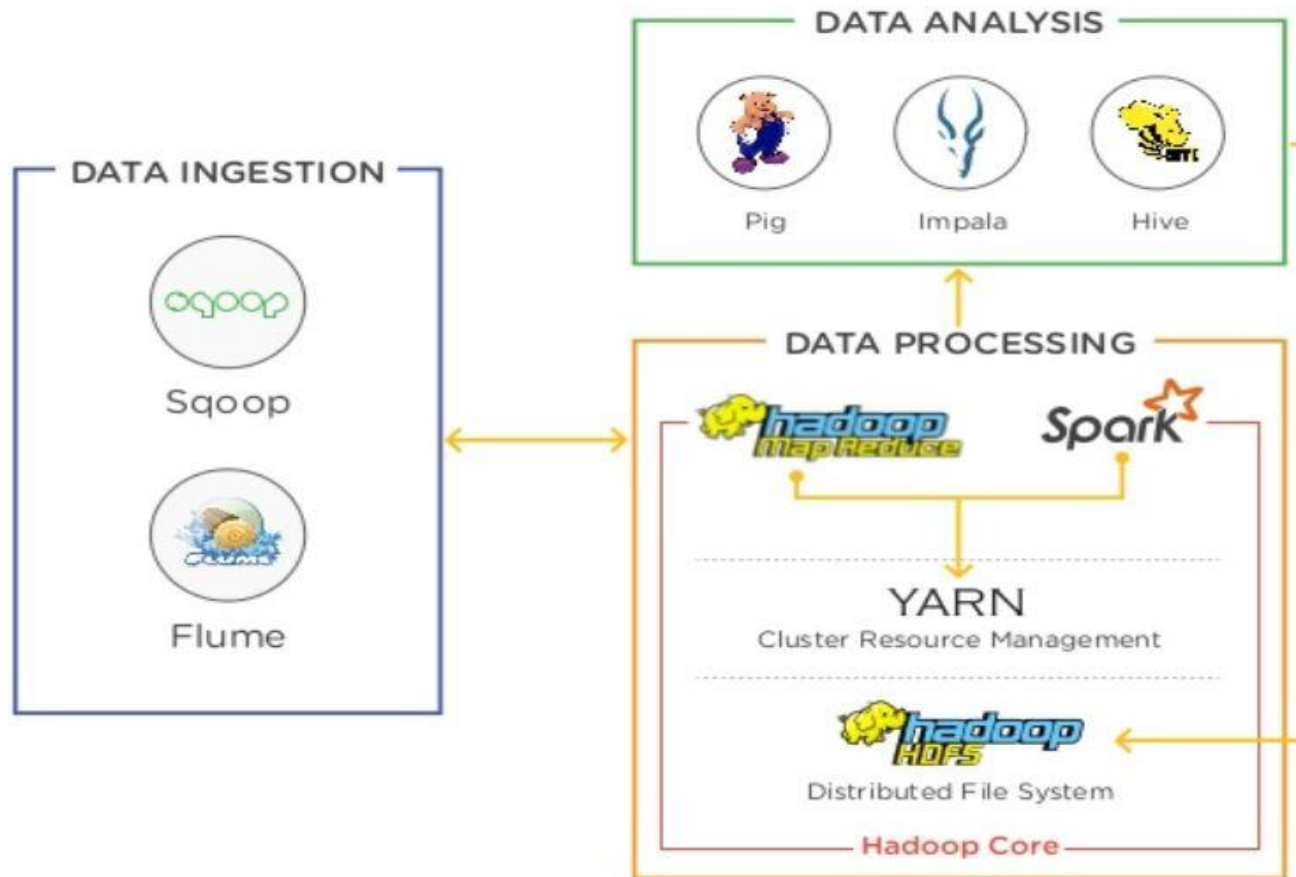 DATA ANALYSIS
Pig
Impala
Hive
DATA INGESTION
sqoop
Sqoop
FLUME
Flume
DATA PROCESSING
hadoop
Map Reduce
Spark
YARN
Cluster Resource Management
hadoop
HDFS
Distributed File System
Hadoop Core